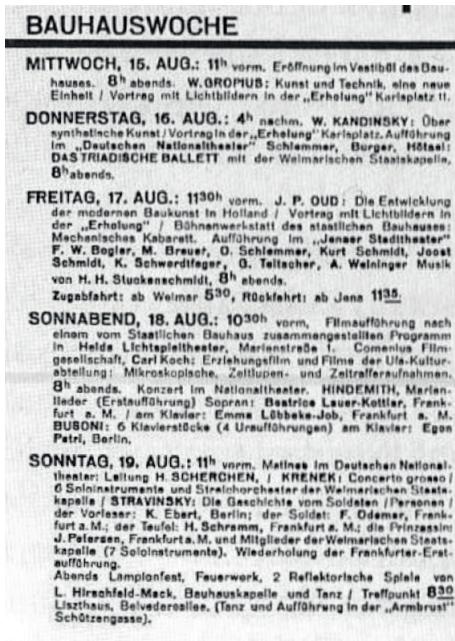 BAUHAUSWOCHE
MITTWOCH, 15. AUG.: 11h vorm. Eröffnung im Vestibül des Bau-
hauses. 8h abends. W. GROPIUS: Kunst und Technik, eine neue
Einheit / Vortrag mit Lichtbildern in der „Erholung" Karlsplatz 11.
DONNERSTAG, 16. AUG.: 4h nachm. W. KANDINSKY: Über
synthetische Kunst / Vortrag in der „Erholung" Karlsplatz. Aufführung
im „Deutschen Nationaltheater" Schlemmer, Burger, Hötzel:
DAS TRIADISCHE BALLETT mit der Weimarischen Staatskapelle,
8h abends.
FREITAG, 17. AUG.: 1130h vorm. J. P. OUD: Die Entwicklung
der modernen Baukunst in Holland / Vortrag mit Lichtbildern in
der „Erholung" / Bühnenwerkstatt des staatlichen Bauhauses:
Mechanisches Kabarett. Aufführung im „Jenaer Stadttheater"
F. W. Bogler, M. Breuer, O. Schlemmer, Kurt Schmidt, Joost
Schmidt, K. Schwerdtfeger, G. Teltscher, A. Weininger Musik
von H. H. Stuckenschmidt, 8h abends.
Zugabfahrt: ab Weimar 530, Rückfahrt: ab Jena 1135.
SONNABEND, 18. AUG.: 1030h vorm. Filmaufführung nach
einem vom Staatlichen Bauhaus zusammengestellten Programm
in Helds Lichtspieltheater, Marienstraße. Comenius Film-
gesellschaft, Carl Koch: Erziehungsfilm und Filme der Ufa-Kultur-
abteilung: Mikroskopische, Zeitlupen- und Zeitrafferaufnahmen.
8h abends. Konzert im Nationaltheater. HINDEMITH, Marien-
lieder (Erstaufführung) Sopran: Beatrice Lauer-Kottler, Frank-
furt a. M. / am Klavier: Emma Lübbeke-Job, Frankfurt a. M.
BUSONI: 6 Klavierstücke (4 Uraufführungen) am Klavier: Egon
Petri, Berlin.
SONNTAG, 19. AUG.: 11h vorm. Matinee im Deutschen National-
theater: Leitung H. SCHERCHEN, / KRENEK: Concerto grosso /
6 Soloinstrumente und Streichorchester der Weimarischen Staats-
kapelle / STRAVINSKY: Die Geschichte vom Soldaten / Personen /
der Vorleser: K. Ebert, Berlin; der Soldat: F. Odemar, Frank-
furt a. M.; der Teufel: H. Schramm, Frankfurt a. M.; die Prinzessin:
J. Petersen, Frankfurt a. M. und Mitglieder der Weimarischen Staats-
kapelle (7 Soloinstrumente). Wiederholung der Frankfurter-Erst-
aufführung.
Abends Lampionfest, Feuerwerk, 2 Reflektorische Spiele von
L. Hirschfeld-Mack, Bauhauskapelle und Tanz / Treffpunkt 830
Liszthaus, Belvedereallee. (Tanz und Aufführung in der „Armbrust"
Schützengasse).